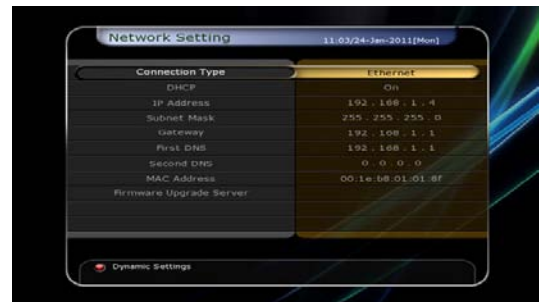 Network Setting 11:03/24-Jan-2011[Mon]
Connection Type Ethernet
DHCP On
IP Address 192 . 168 . 1 . 4
Subnet Mask 255 . 255 . 255 . 0
Gateway 192 . 168 . 1 . 1
First DNS 192 . 168 . 1 . 1
Second DNS 0 . 0 . 0 . 0
MAC Address 00:1e:b8:01:01:8f
Firmware Upgrade Server
Dynamic Settings